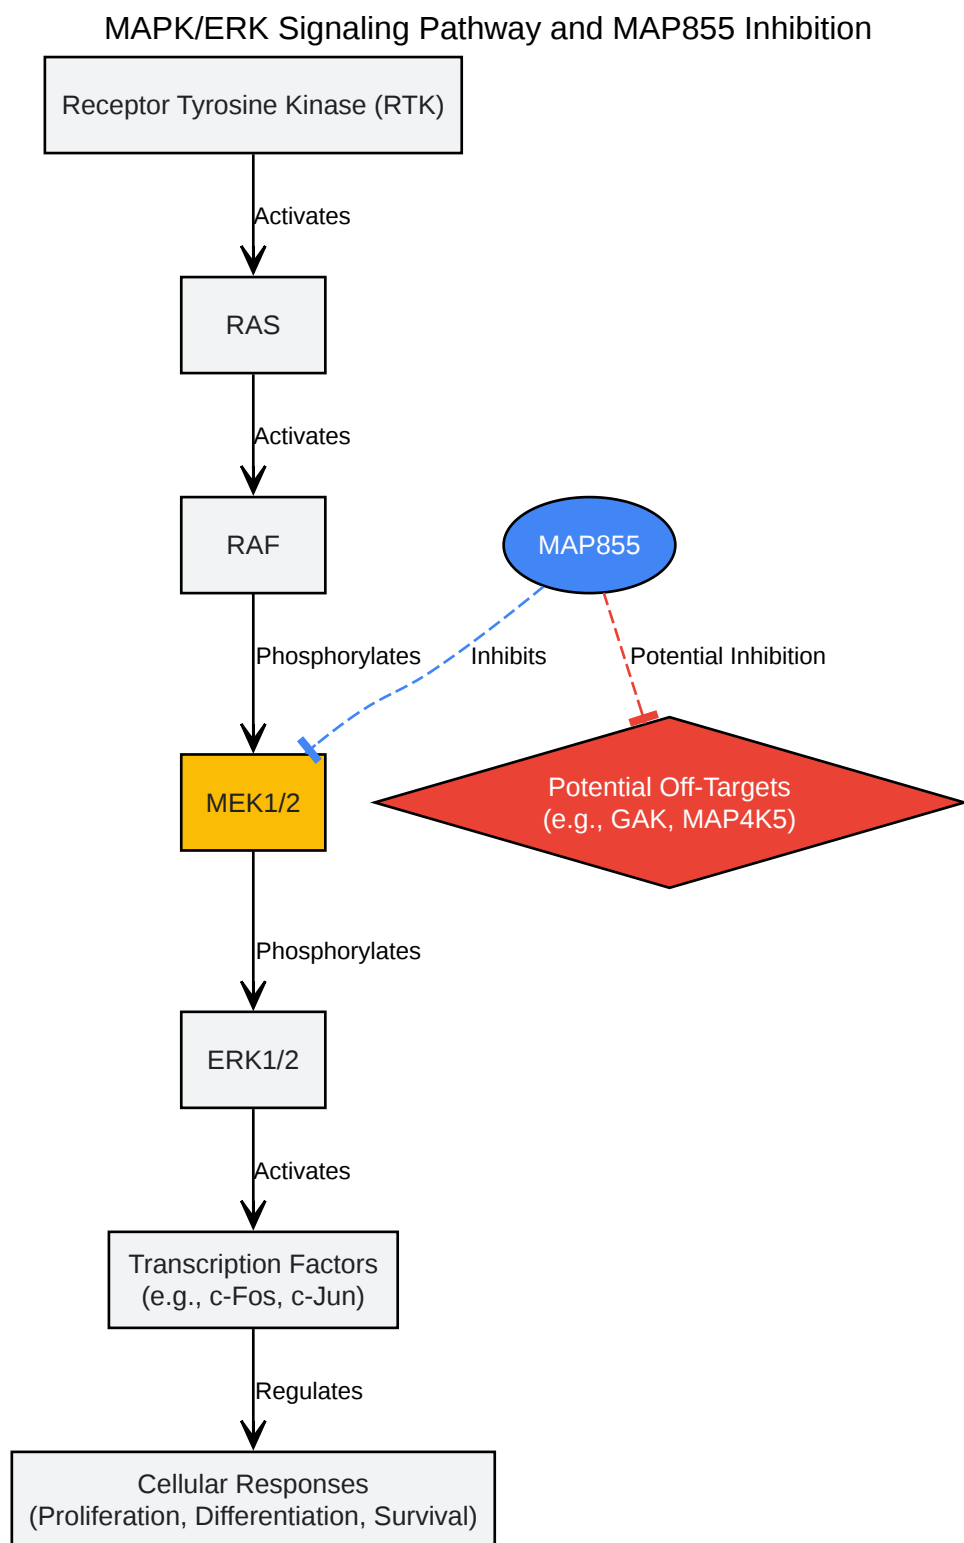 MAPK/ERK Signaling Pathway and MAP855 Inhibition
Receptor Tyrosine Kinase (RTK)
Activates
RAS
Activates
RAF
MAP855
Phosphorylates
Inhibits
Potential Inhibition
MEK1/2
Potential Off-Targets
(e.g., GAK, MAP4K5)
Phosphorylates
ERK1/2
Activates
Transcription Factors
(e.g., c-Fos, c-Jun)
Regulates
Cellular Responses
(Proliferation, Differentiation, Survival)